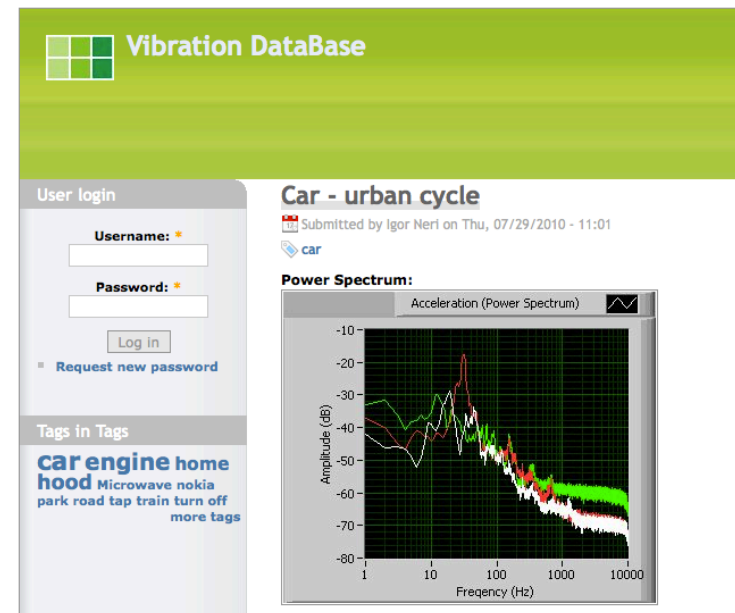 Vibration DataBase
User login
Username: *
Password: *
Log in
Request new password
Tags in Tags
car engine home
hood Microwave nokia
park road tap train turn off
more tags
Car - urban cycle
12
Submitted by Igor Neri on Thu, 07/29/2010 - 11:01
car
Power Spectrum:
Acceleration (Power Spectrum)
Amplitude (dB)
-10
-20
-30
-40
-50
-60
-70
-80
1 10 100 1000 10000
Freqency (Hz)